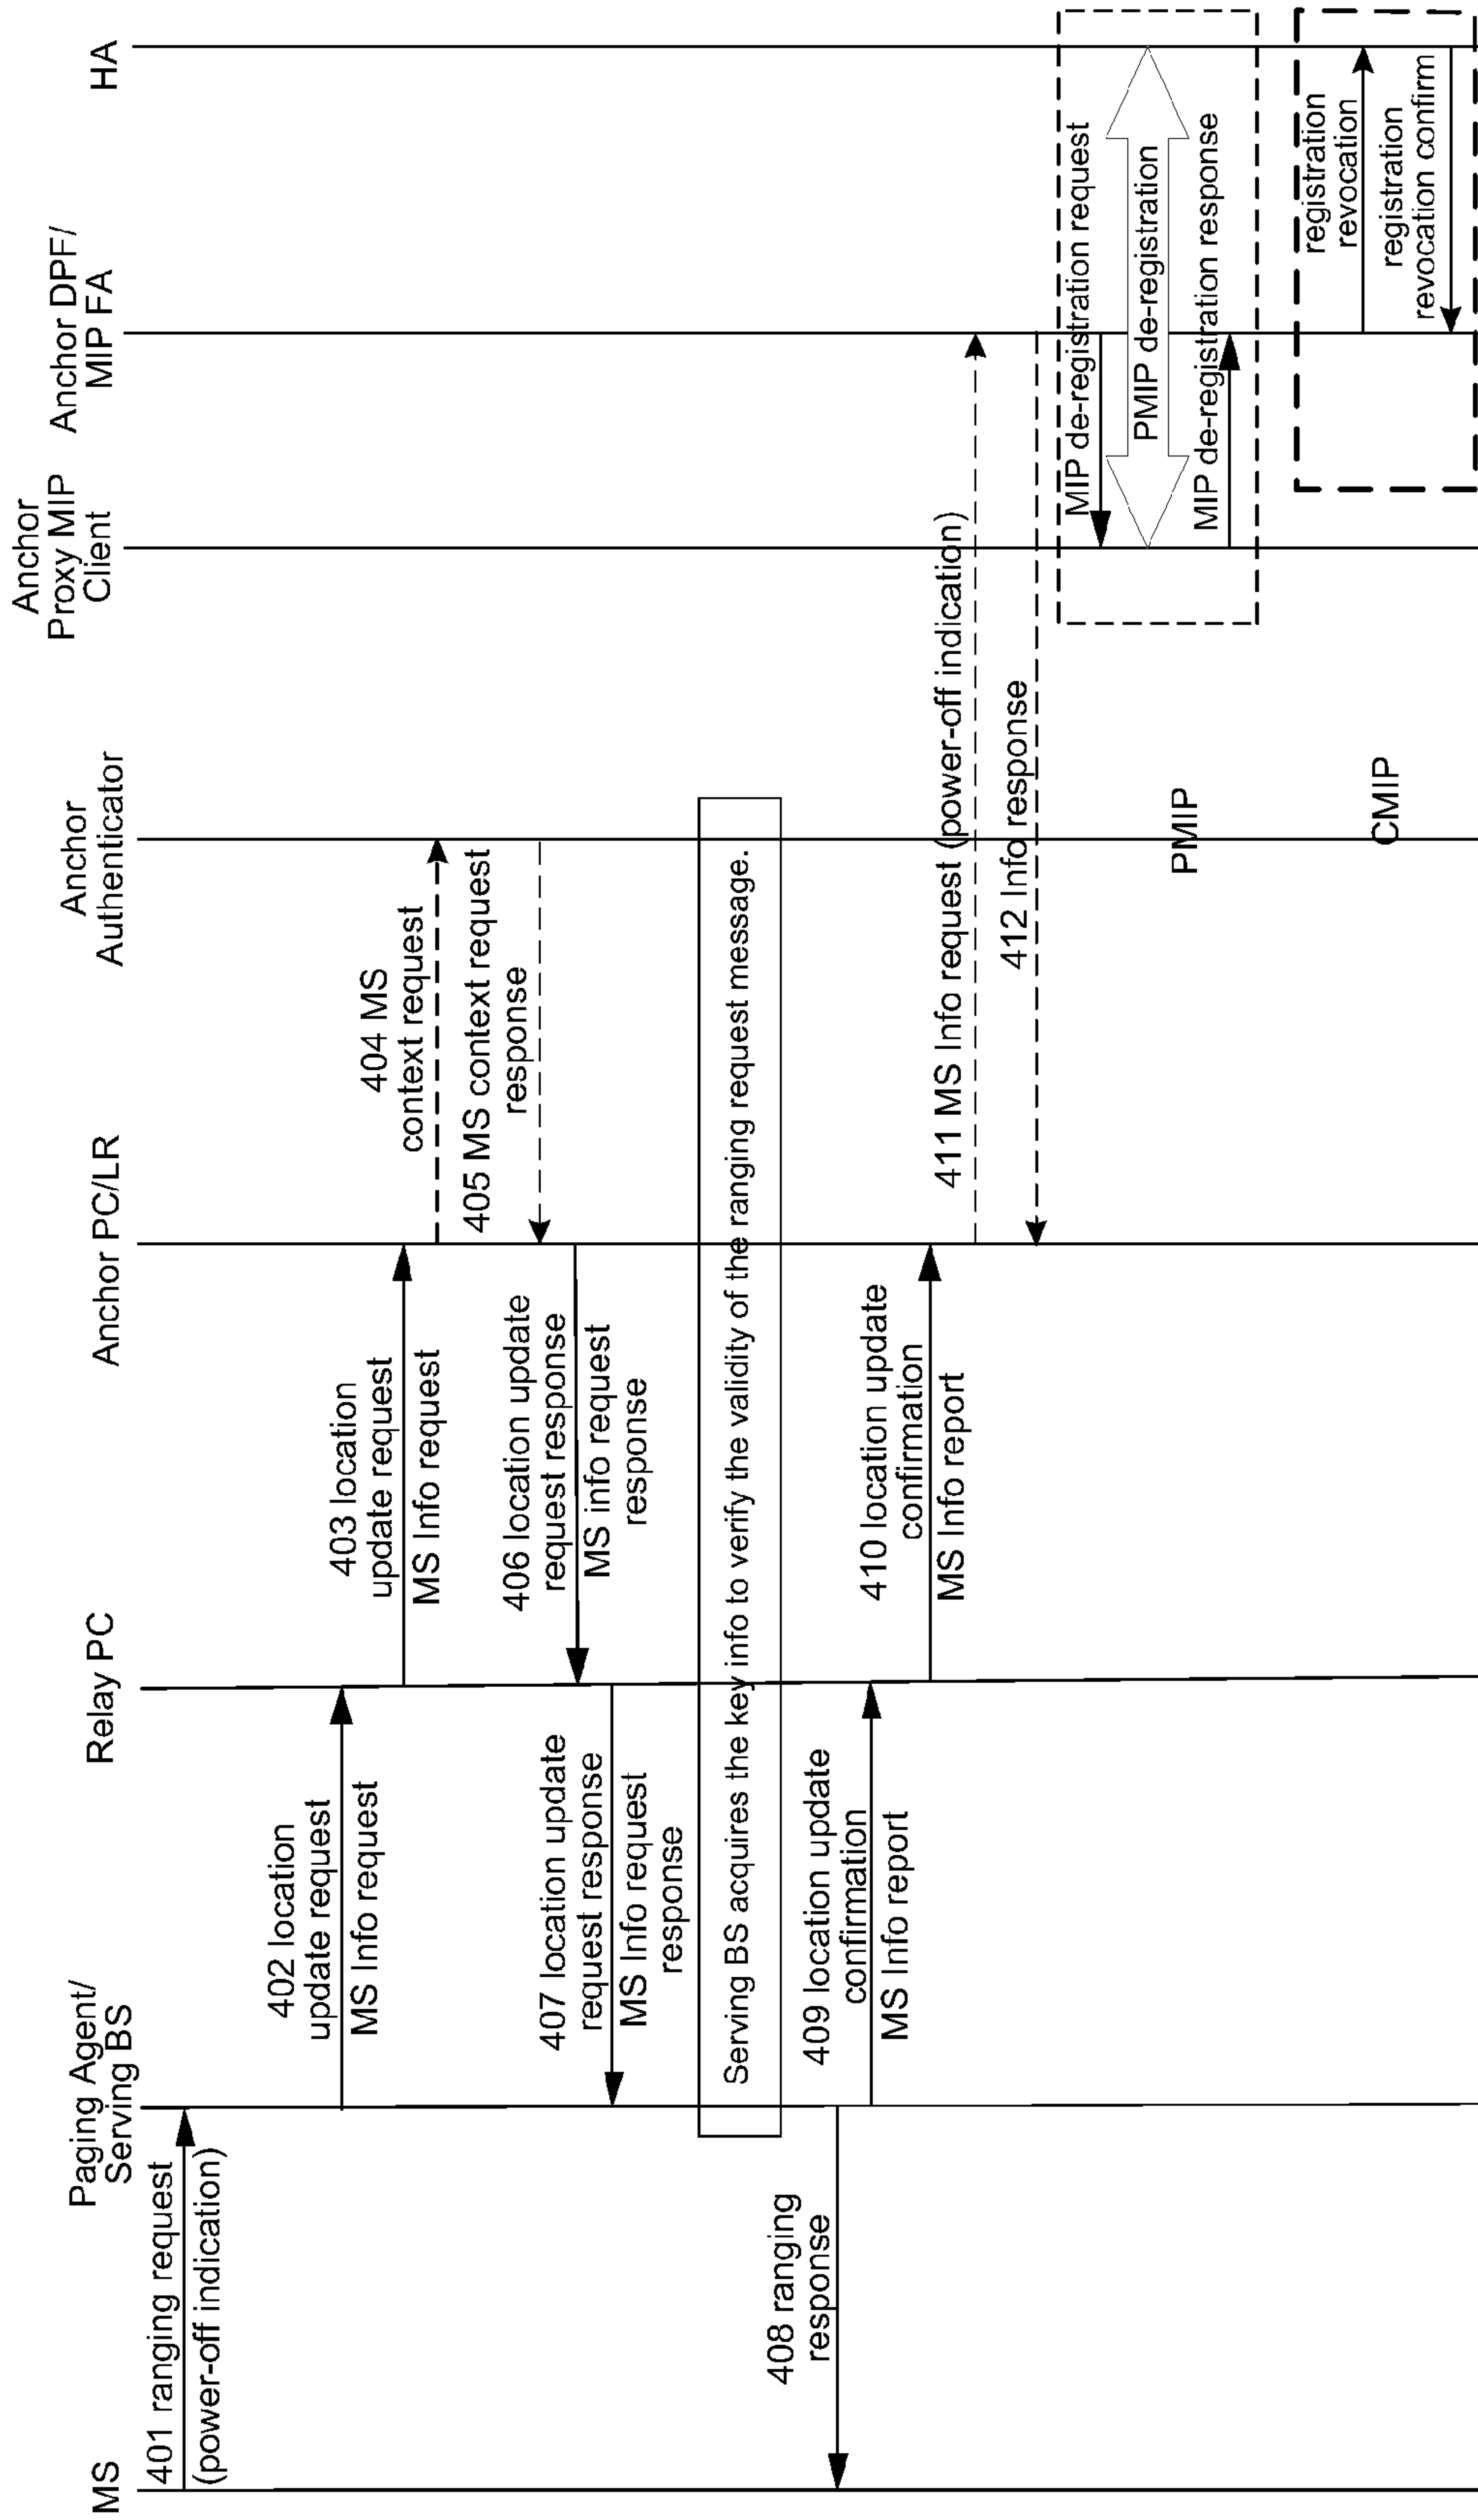 MS
Paging Agent/
Serving BS
Relay PC
Anchor PC/LR
Anchor
Authenticator
Anchor
Proxy MIP
Client
Anchor DPF/
MIP FA
HA
401 ranging request
(power-off indication)
402 location
update request
MS Info request
403 location
update request
MS Info request
404 MS
context request
405 MS context request
response
406 location update
request response
MS info request
response
407 location update
request response
MS Info request
response
Serving BS acquires the key info to verify the validity of the ranging request message.
408 ranging
response
409 location update
confirmation
MS Info report
410 location update
confirmation
MS Info report
411 MS Info request (power-off indication)
412 Info response
MIP de-registration request
PMIP de-registration
MIP de-registration response
PMIP
registration
revocation
registration
revocation confirm
CMIP